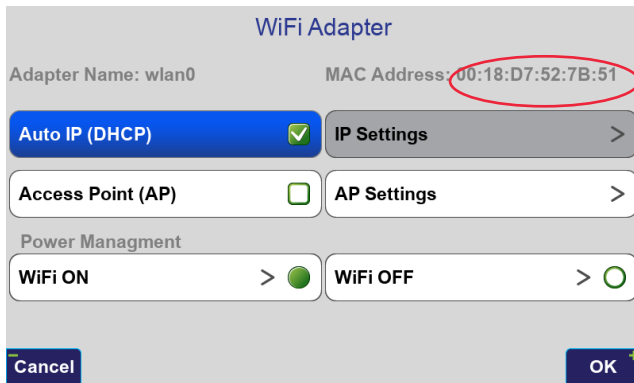 WiFi Adapter
Adapter Name: wlan0 MAC Address: 00:18:D7:52:7B:51
Auto IP (DHCP) IP Settings >
Access Point (AP) AP Settings >
Power Managment
WiFi ON > WiFi OFF >
Cancel OK